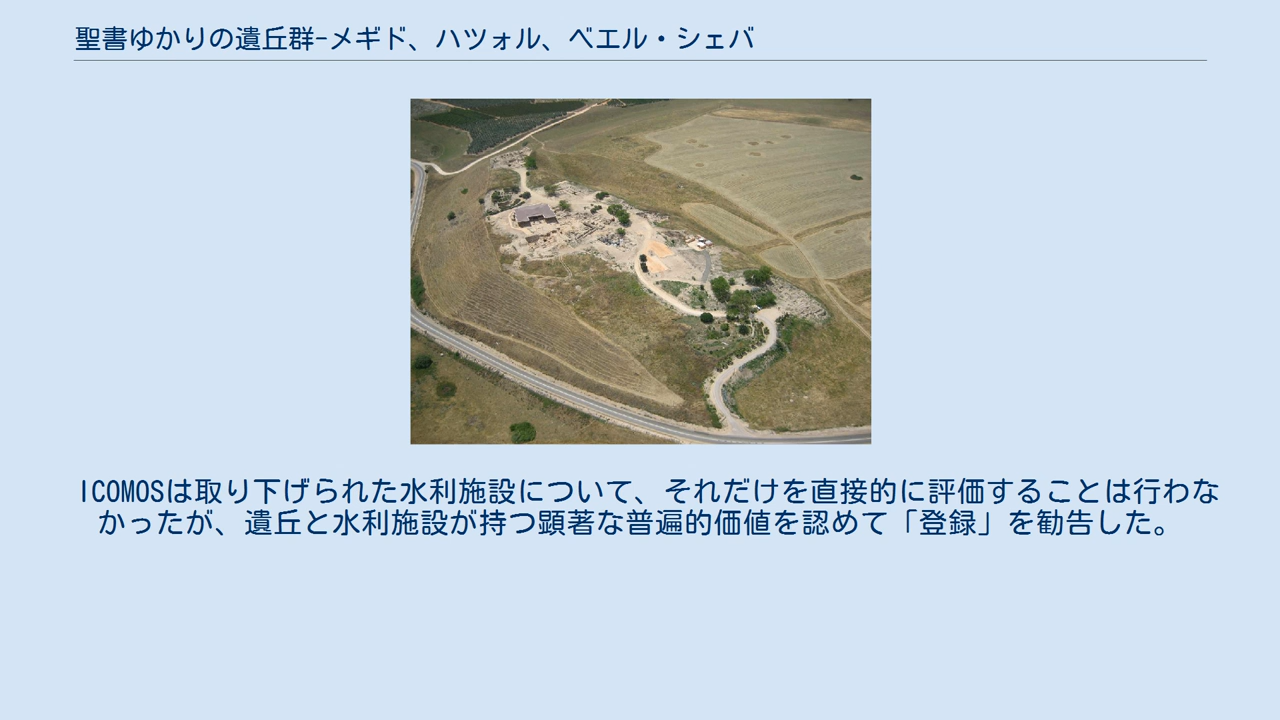 聖書ゆかりの遺丘群-メギド、ハツォル、ベエル・シェバ
ICOMOSは取り下げられた水利施設について、それだけを直接的に評価することは行わな
かったが、遺丘と水利施設が持つ顕著な普遍的価値を認めて「登録」を勧告した。